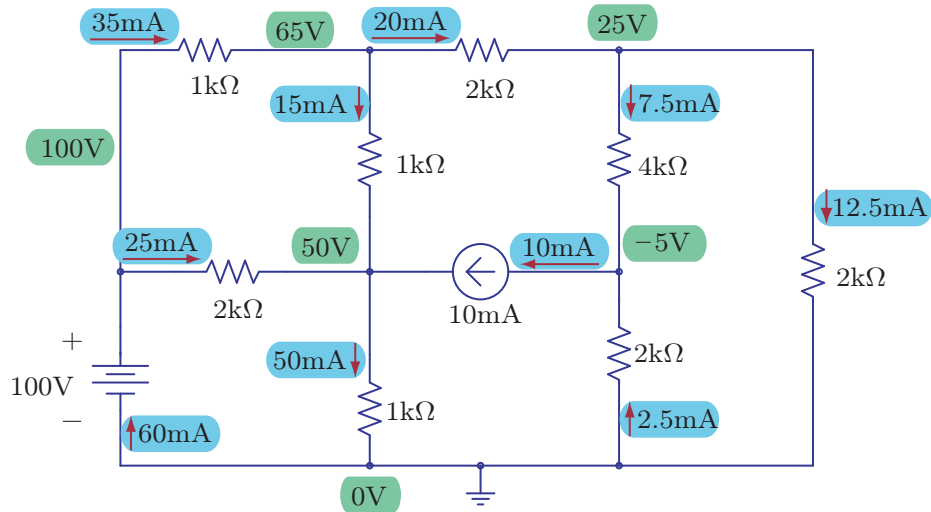 35mA
65V
20mA
25V
1kΩ
2kΩ
15mA
7.5mA
100V
1kΩ
4kΩ
12.5mA
25mA
50V
10mA
−5V
2kΩ
10mA
2kΩ
+
100V
−
50mA
2kΩ
60mA
1kΩ
2.5mA
0V